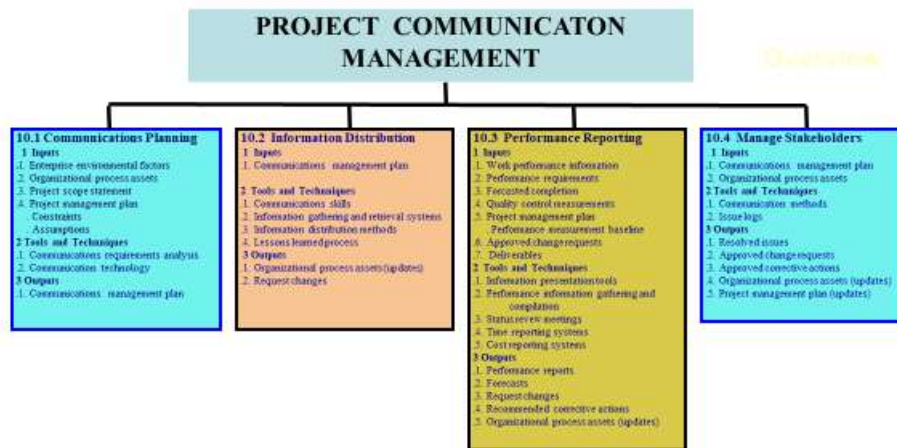 PROJECT COMMUNICATON
MANAGEMENT
Overview
10.1 Communications Planning
1 Inputs
.1. Enterprise environmental factors
.2. Organizational process assets
.3. Project scope statement
.4. Project management plan
. Constraints
. Assumptions
2 Tools and Techniques
.1. Communications requirements analysis
.2. Communication technology
3 Outputs
.1. Communications management plan
10.2 Information Distribution
1 Inputs
.1. Communications management plan
2 Tools and Techniques
.1. Communications skills
.2. Information gathering and retrieval systems
.3. Information distribution methods
.4. Lessons learned process
3 Outputs
.1. Organizational process assets (updates)
.2. Request changes
10.3 Performance Reporting
1 Inputs
.1. Work performance information
.2. Performance requirements
.3. Forcasted completion
.4. Quality control measurements
.5. Project management plan
. Performance measurement baseline
.6. Approved change requests
.7. Deliverables
2 Tools and Techniques
.1. Information presentation tools
.2. Performance information gathering and
compilation
.3. Status revew meetings
.4. Time reporting systems
.5. Cost reporting systems
3 Outputs
.1. Performance reports
.2. Forecasts
.3. Request changes
.4. Recommended corrective actions
.5. Organizational process assets (updates)
10.4 Manage Stakeholders
1 Inputs
.1. Communications management plan
.2. Organizational process assets
2 Tools and Techniques
.1. Communication methods
.2. Issue logs
3 Outputs
.1. Resolved issues
.2. Approved change requests
.3. Approved corrective actions
.4. Organizational process assets (updates)
.5. Project management plan (updates)